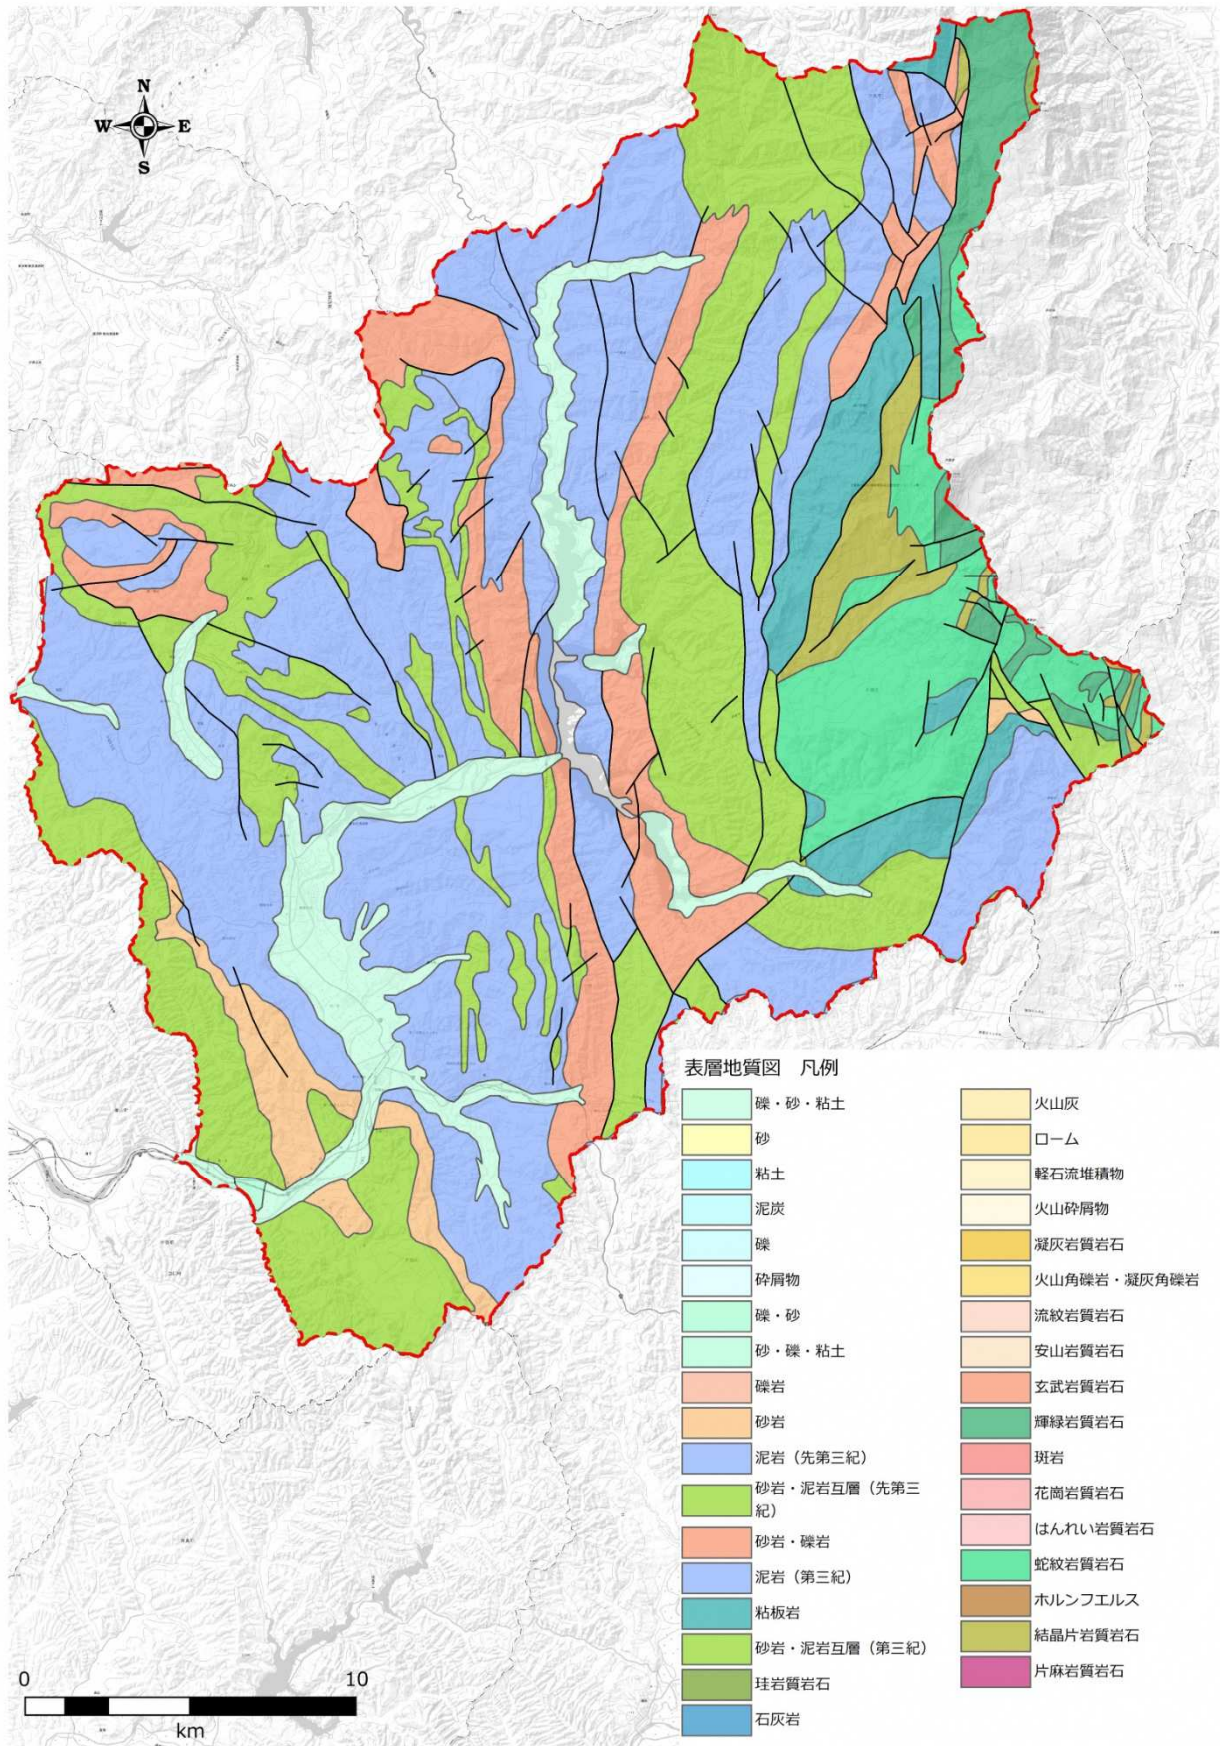 N
W E
S
表層地質図　凡例
礫・砂・粘土
砂
粘土
泥炭
礫
砕屑物
礫・砂
砂・礫・粘土
礫岩
砂岩
泥岩（先第三紀）
砂岩・泥岩互層（先第三
紀）
砂岩・礫岩
泥岩（第三紀）
粘板岩
砂岩・泥岩互層（第三紀）
珪岩質岩石
石灰岩
火山灰
ローム
軽石流堆積物
火山砕屑物
凝灰岩質岩石
火山角礫岩・凝灰角礫岩
流紋岩質岩石
安山岩質岩石
玄武岩質岩石
輝緑岩質岩石
斑岩
花崗岩質岩石
はんれい岩質岩石
蛇紋岩質岩石
ホルンフエルス
結晶片岩質岩石
片麻岩質岩石
0 10
km